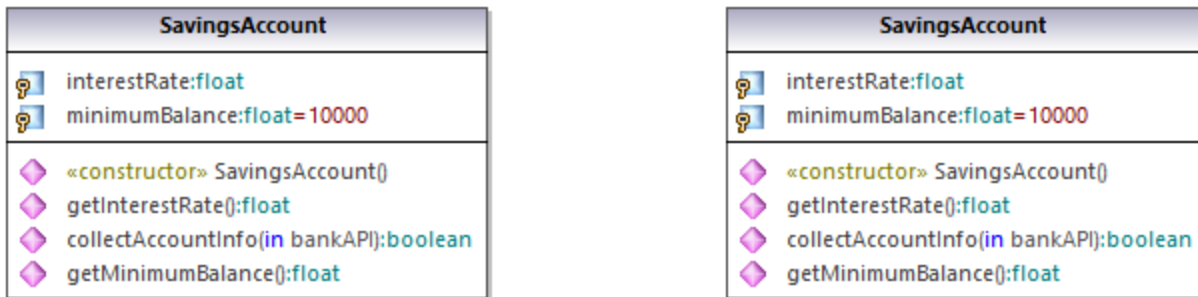 SavingsAccount
interestRate:float
minimumBalance:float=10000
«constructor» SavingsAccount()
getInterestRate():float
collectAccountInfo(in bankAPI):boolean
getMinimumBalance():float
SavingsAccount
interestRate:float
minimumBalance:float=10000
«constructor» SavingsAccount()
getInterestRate():float
collectAccountInfo(in bankAPI):boolean
getMinimumBalance():float